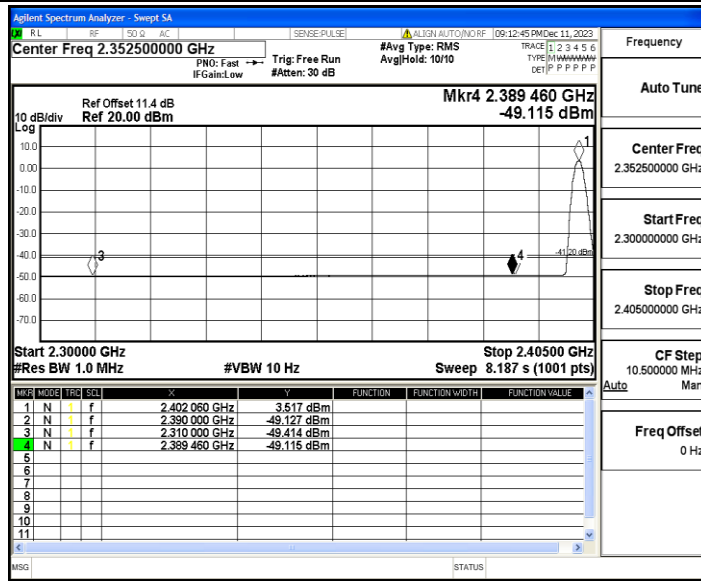 Agilent Spectrum Analyzer - Swept SA
RL RF 50 Ω AC SENSE:PULSE ALIGN AUTO/NO RF 09:12:45 PM Dec 11, 2023
Center Freq 2.352500000 GHz
PNO: Fast
IFGain:Low
Trig: Free Run
#Atten: 30 dB
#Avg Type: RMS
Avg|Hold: 10/10
TRACE 1 2 3 4 5 6
TYPE M W W W W W
DET P P P P P P
Ref Offset 11.4 dB
Ref 20.00 dBm
10 dB/div
Log
Mkr4 2.389 460 GHz
-49.115 dBm
10.0
0.00
-10.0
-20.0
-30.0
-40.0
-50.0
-60.0
-70.0
1
3
4
-41.20 dBm
Start 2.30000 GHz Stop 2.40500 GHz
#Res BW 1.0 MHz #VBW 10 Hz Sweep 8.187 s (1001 pts)
MKR MODE TRC SCL X Y FUNCTION FUNCTION WIDTH FUNCTION VALUE
1 N 1 f 2.402 060 GHz 3.517 dBm
2 N 1 f 2.390 000 GHz -49.127 dBm
3 N 1 f 2.310 000 GHz -49.414 dBm
4 N 1 f 2.389 460 GHz -49.115 dBm
5
6
7
8
9
10
11
MSG STATUS
Frequency
Auto Tune
Center Freq
2.352500000 GHz
Start Freq
2.300000000 GHz
Stop Freq
2.405000000 GHz
CF Step
10.500000 MHz
Auto Man
Freq Offset
0 Hz